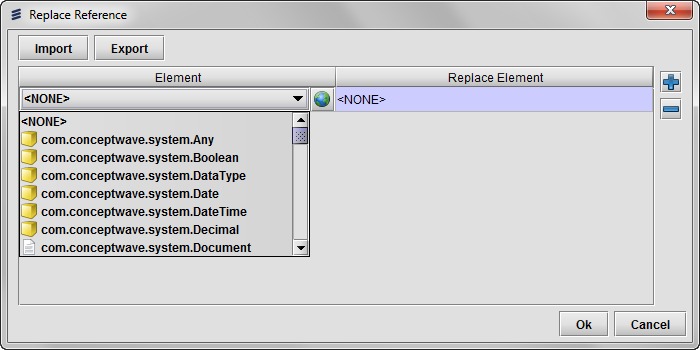 Replace Reference
Import Export
Element Replace Element
<NONE> <NONE>
<NONE>
com.conceptwave.system.Any
com.conceptwave.system.Boolean
com.conceptwave.system.DataType
com.conceptwave.system.Date
com.conceptwave.system.DateTime
com.conceptwave.system.Decimal
com.conceptwave.system.Document
Ok Cancel